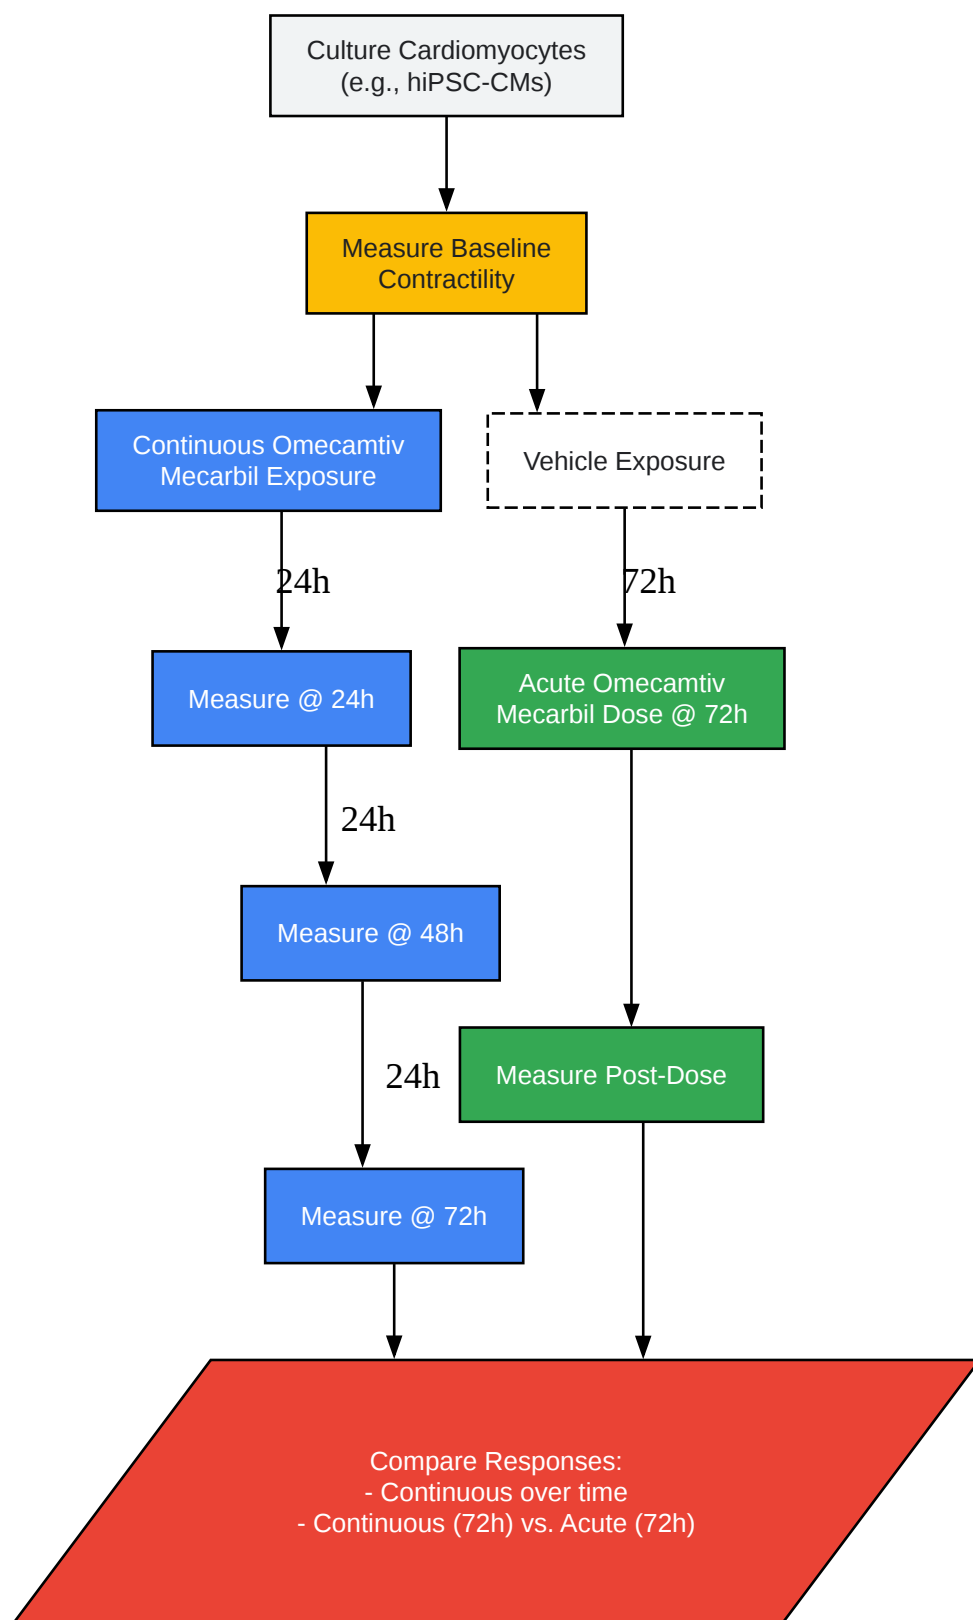 Culture Cardiomyocytes
(e.g., hiPSC-CMs)
Measure Baseline
Contractility
Continuous Omecamtiv
Mecarbil Exposure
Vehicle Exposure
24h
72h
Measure @ 24h
Acute Omecamtiv
Mecarbil Dose @ 72h
24h
Measure @ 48h
24h
Measure Post-Dose
Measure @ 72h
Compare Responses:
- Continuous over time
- Continuous (72h) vs. Acute (72h)